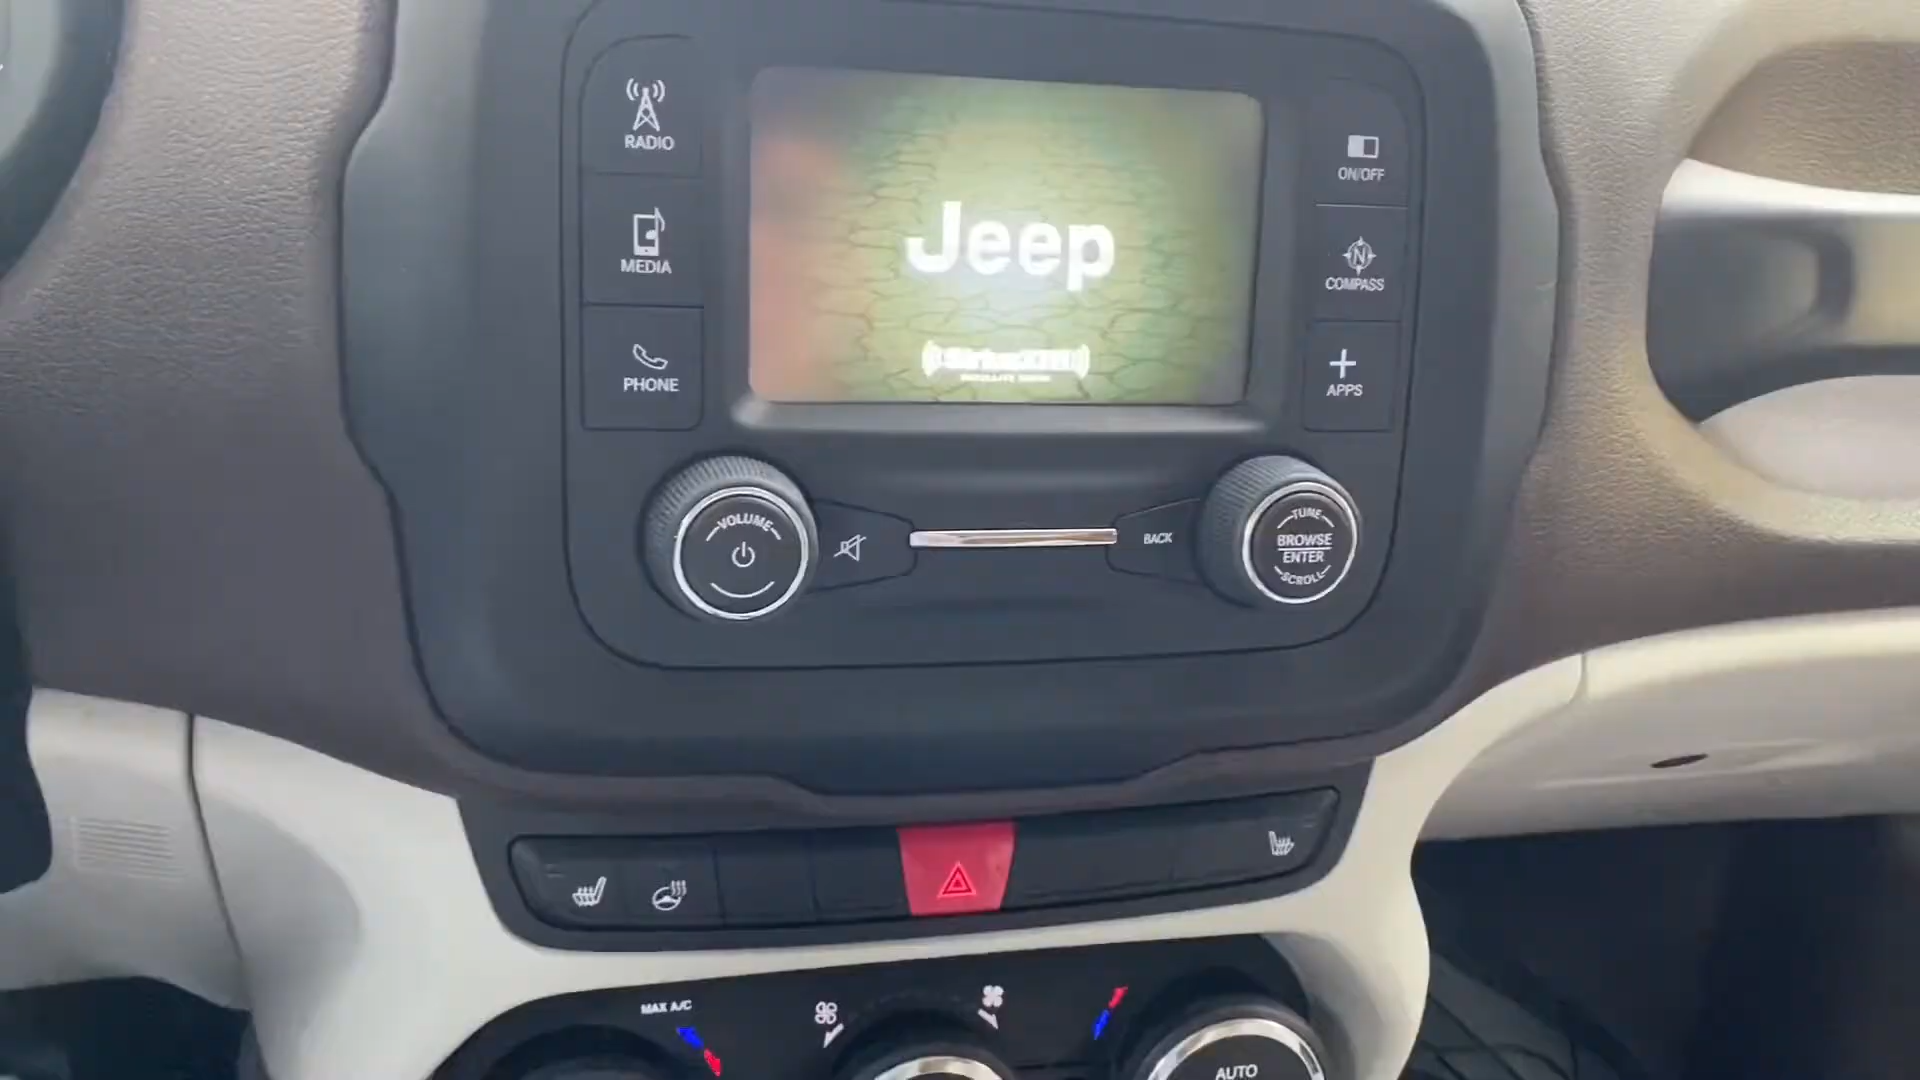 RADIO
MEDIA
PHONE
Jeep
ON/OFF
N
COMPASS
APPS
VOLUME
BACK
TUNE
BROWSE
ENTER
SCROLL
MAX A/C
AUTO